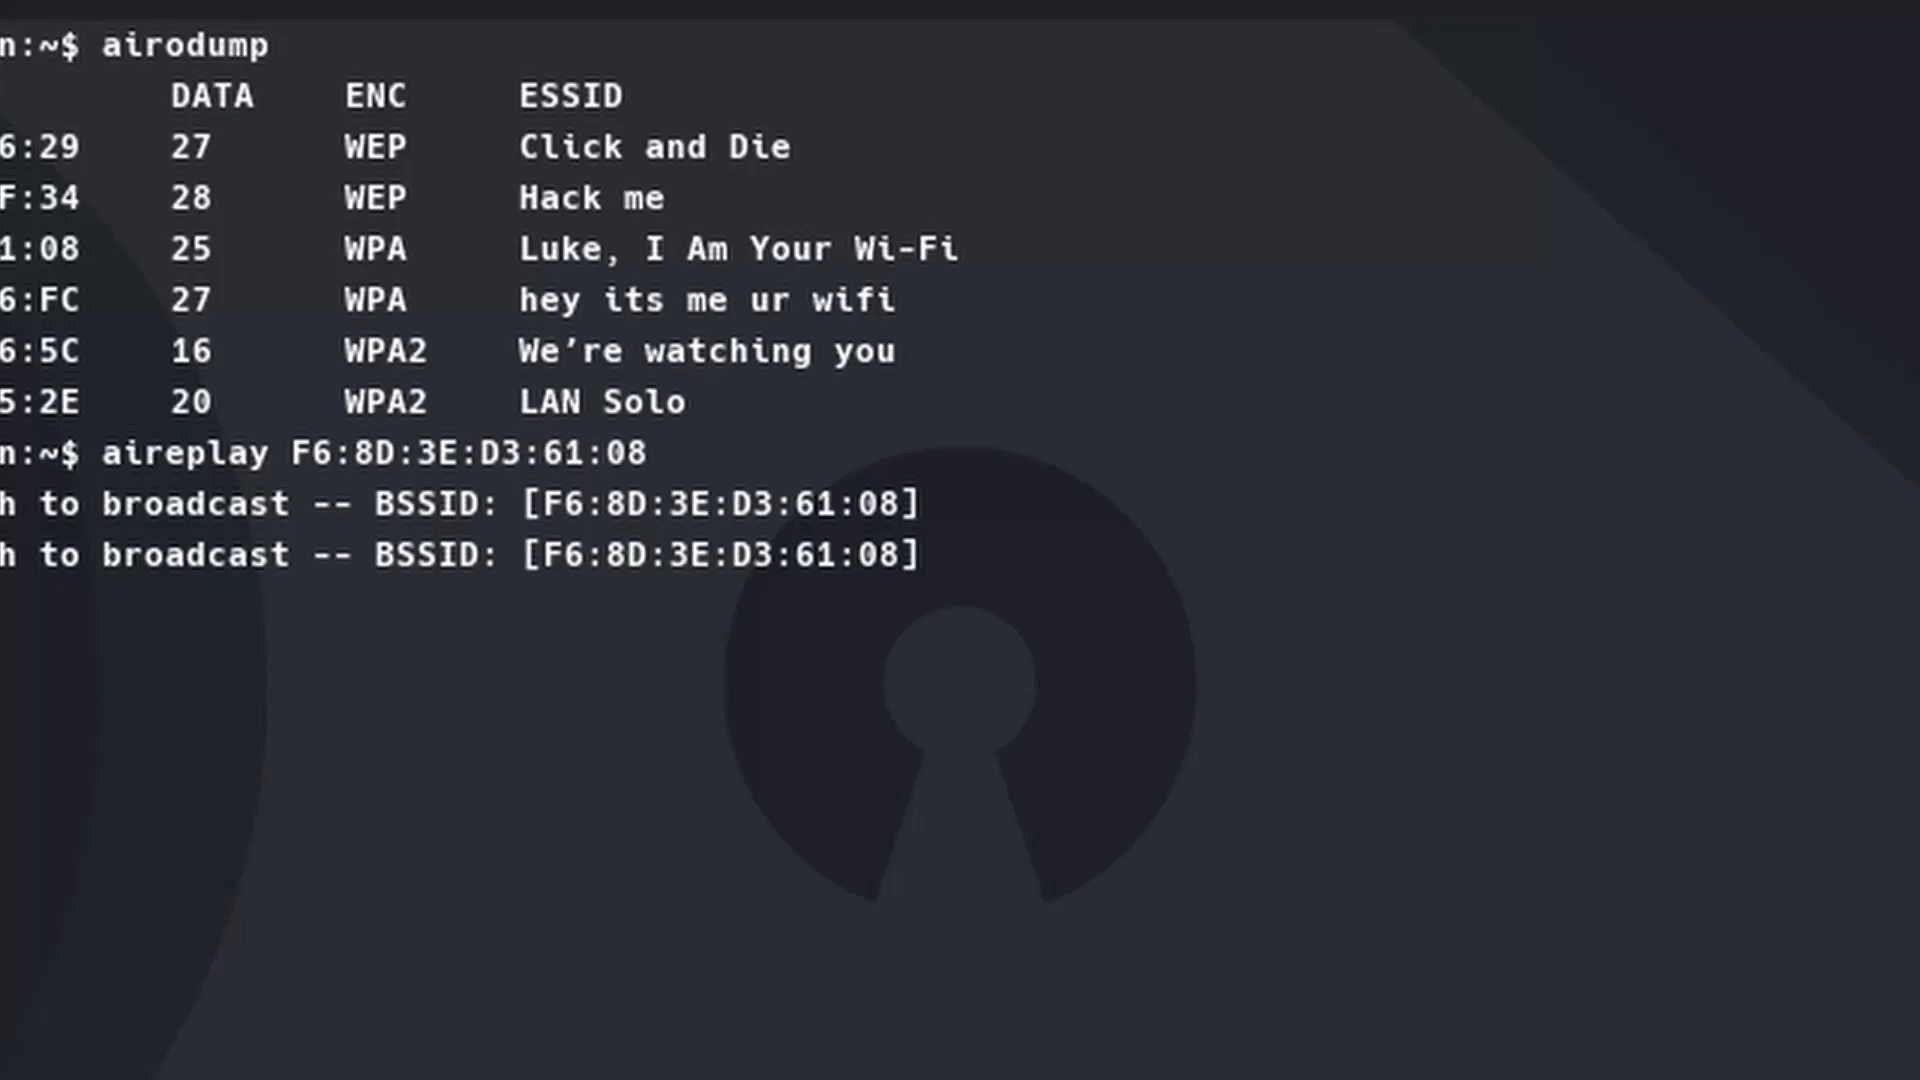 n:~$ airodump
DATA ENC ESSID
6:29 27 WEP Click and Die
F:34 28 WEP Hack me
1:08 25 WPA Luke, I Am Your Wi-Fi
6:FC 27 WPA hey its me ur wifi
6:5C 16 WPA2 We’re watching you
5:2E 20 WPA2 LAN Solo
n:~$ aireplay F6:8D:3E:D3:61:08
h to broadcast -- BSSID: [F6:8D:3E:D3:61:08]
h to broadcast -- BSSID: [F6:8D:3E:D3:61:08]